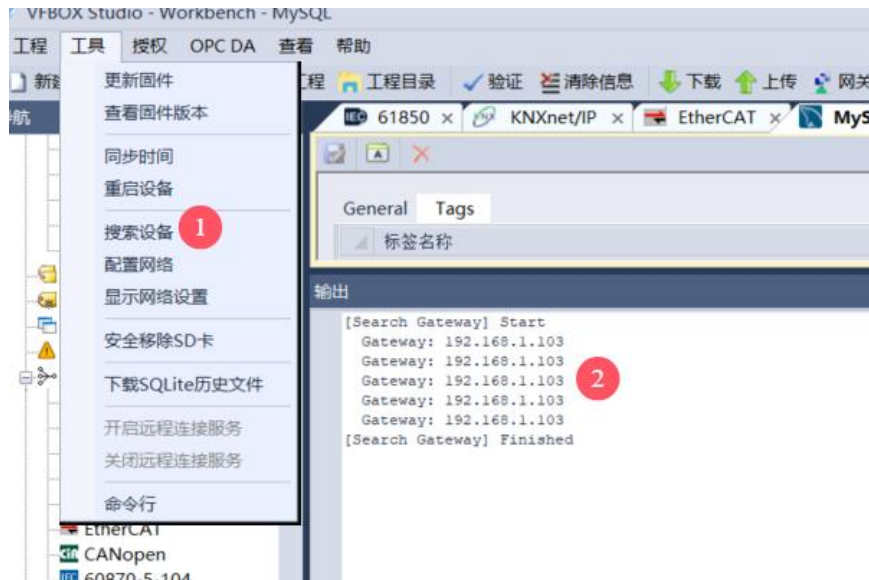 VFBOX Studio - Workbench - MySQL
工程 工具 授权 OPC DA 查看 帮助
工程目录 验证 清除信息 下载 上传 网关
更新固件
查看固件版本
同步时间
重启设备
搜索设备 1
配置网络
显示网络设置
安全移除SD卡
下载SQLite历史文件
开启远程连接服务
关闭远程连接服务
命令行
EtherCAT
CANopen
60870-5-104
61850 KNXnet/IP EtherCAT MyS
General Tags
标签名称
输出
[Search Gateway] Start
Gateway: 192.168.1.103
Gateway: 192.168.1.103
Gateway: 192.168.1.103 2
Gateway: 192.168.1.103
Gateway: 192.168.1.103
[Search Gateway] Finished